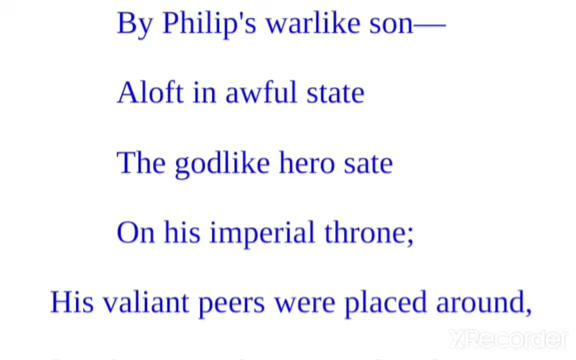 By Philip's warlike son—
Aloft in awful state
The godlike hero sate
On his imperial throne;
His valiant peers were placed around,
XRecorder